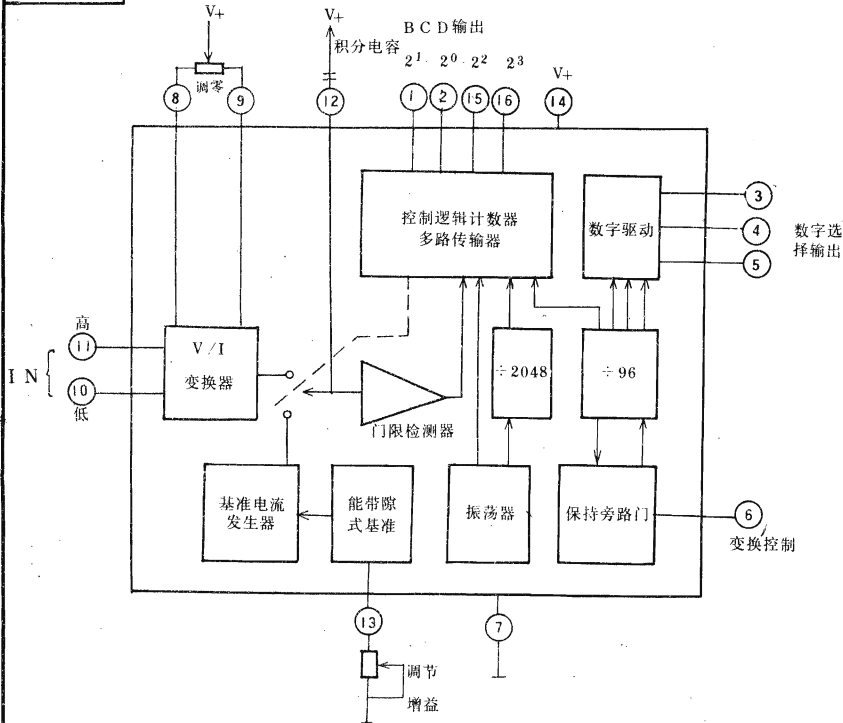 V+
V+
BCD输出
积分电容
2¹ 2⁰ 2² 2³
V+
调零
8
9
12
1
2
15
16
14
控制逻辑计数器
多路传输器
数字驱动
3
4
5
数字选
择输出
高
11
IN
10
低
V/I
变换器
÷2048
÷96
门限检测器
基准电流
发生器
能带隙
式基准
振荡器
保持旁路门
6
变换控制
13
7
调节
增益